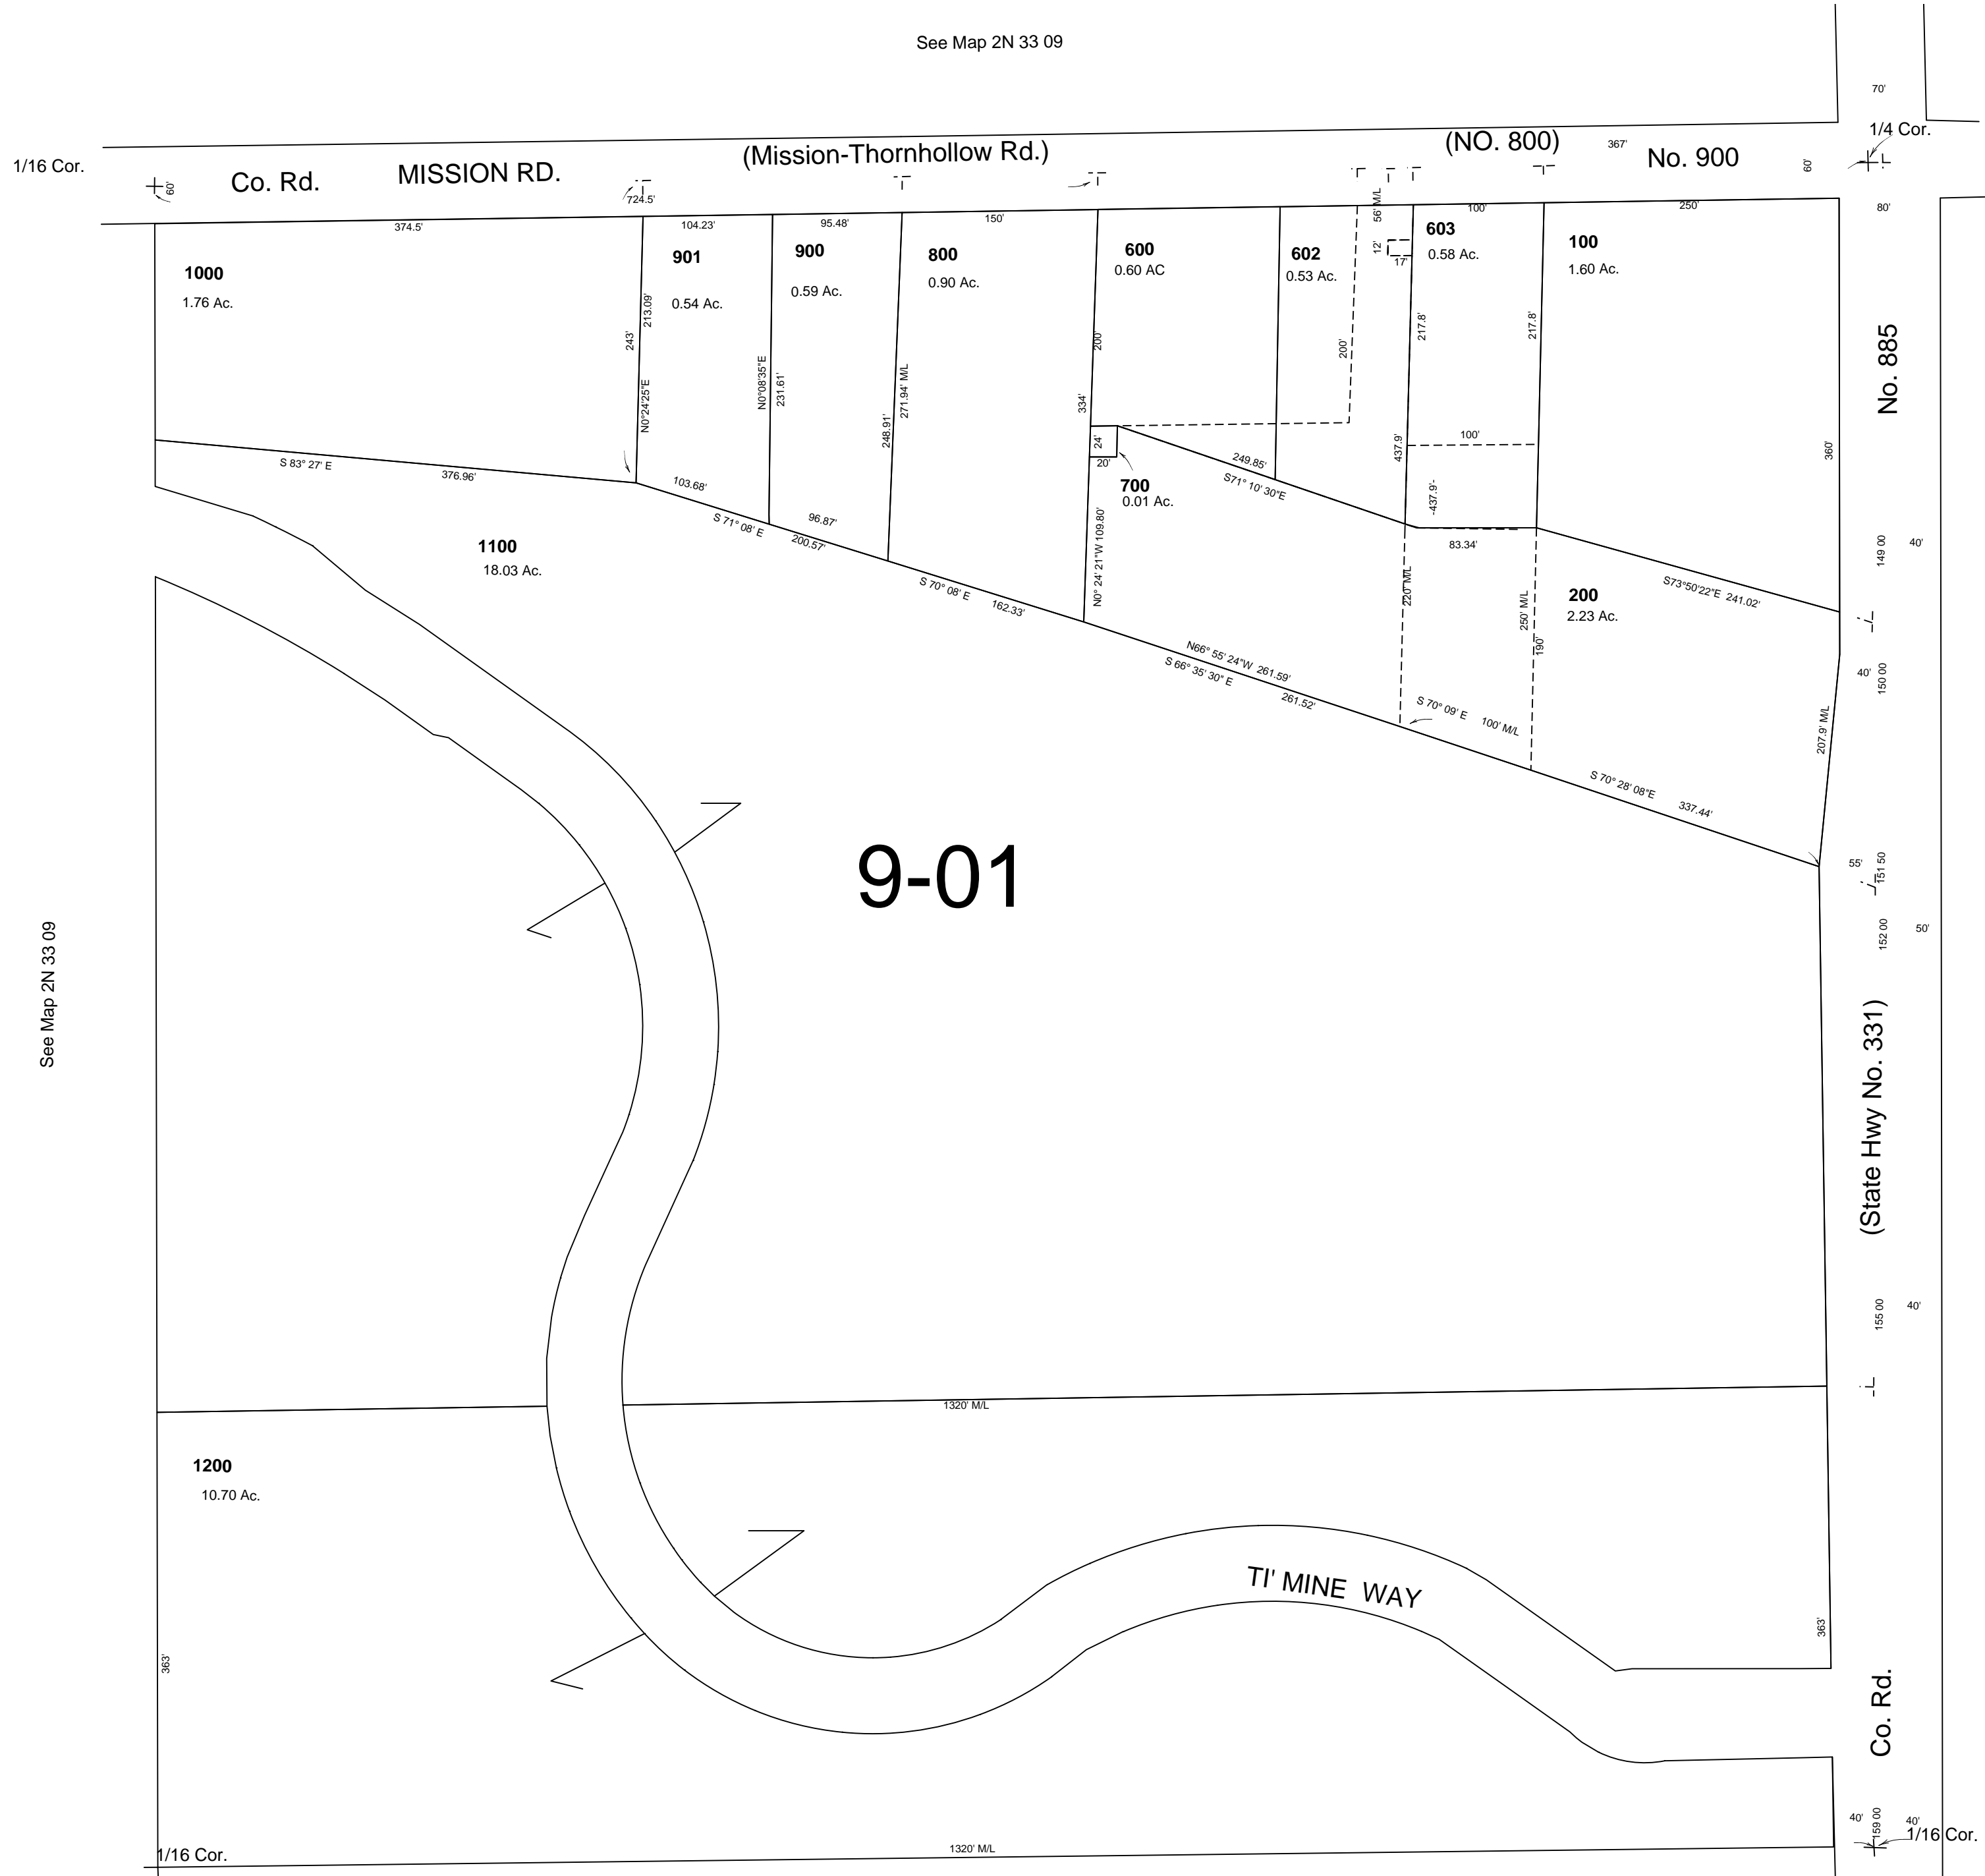 See Map 2N 33 09
70'
1/4 Cor.
1/16 Cor.
60'
Co. Rd.
MISSION RD.
(Mission-Thornhollow Rd.)
(NO. 800)
367'
No. 900
60'
724.5'
56' M/L
80'
374.5'
104.23'
95.48'
150'
100'
250'
1000
1.76 Ac.
901
0.54 Ac.
900
0.59 Ac.
800
0.90 Ac.
600
0.60 AC
602
0.53 Ac.
12'
17'
603
0.58 Ac.
100
1.60 Ac.
243'
213.09'
N0°24'25"E
N0°08'35"E
231.61'
248.91'
271.94' M/L
200'
334'
200'
217.8'
217.8'
No. 885
360'
S 83° 27' E
376.96'
103.68'
S 71° 08' E
96.87'
200.57'
24'
20'
700
0.01 Ac.
249.85'
S71° 10' 30"E
437.9'
100'
-437.9'-
83.34'
1100
18.03 Ac.
S 70° 08' E
162.33'
N0° 24' 21"W 109.80'
220' M/L
250' M/L
190'
200
2.23 Ac.
S73°50'22"E 241.02'
149 00
40'
N66° 55' 24"W 261.59'
S 66° 35' 30" E
261.52'
S 70° 09' E
100' M/L
40'
150 00
207.9' M/L
S 70° 28' 08"E
337.44'
9-01
55'
151 50
152 00
50'
See Map 2N 33 09
(State Hwy No. 331)
155 00
40'
1320' M/L
1200
10.70 Ac.
TI' MINE WAY
363'
363'
Co. Rd.
40'
159 00
40'
1/16 Cor.
1/16 Cor.
1320' M/L